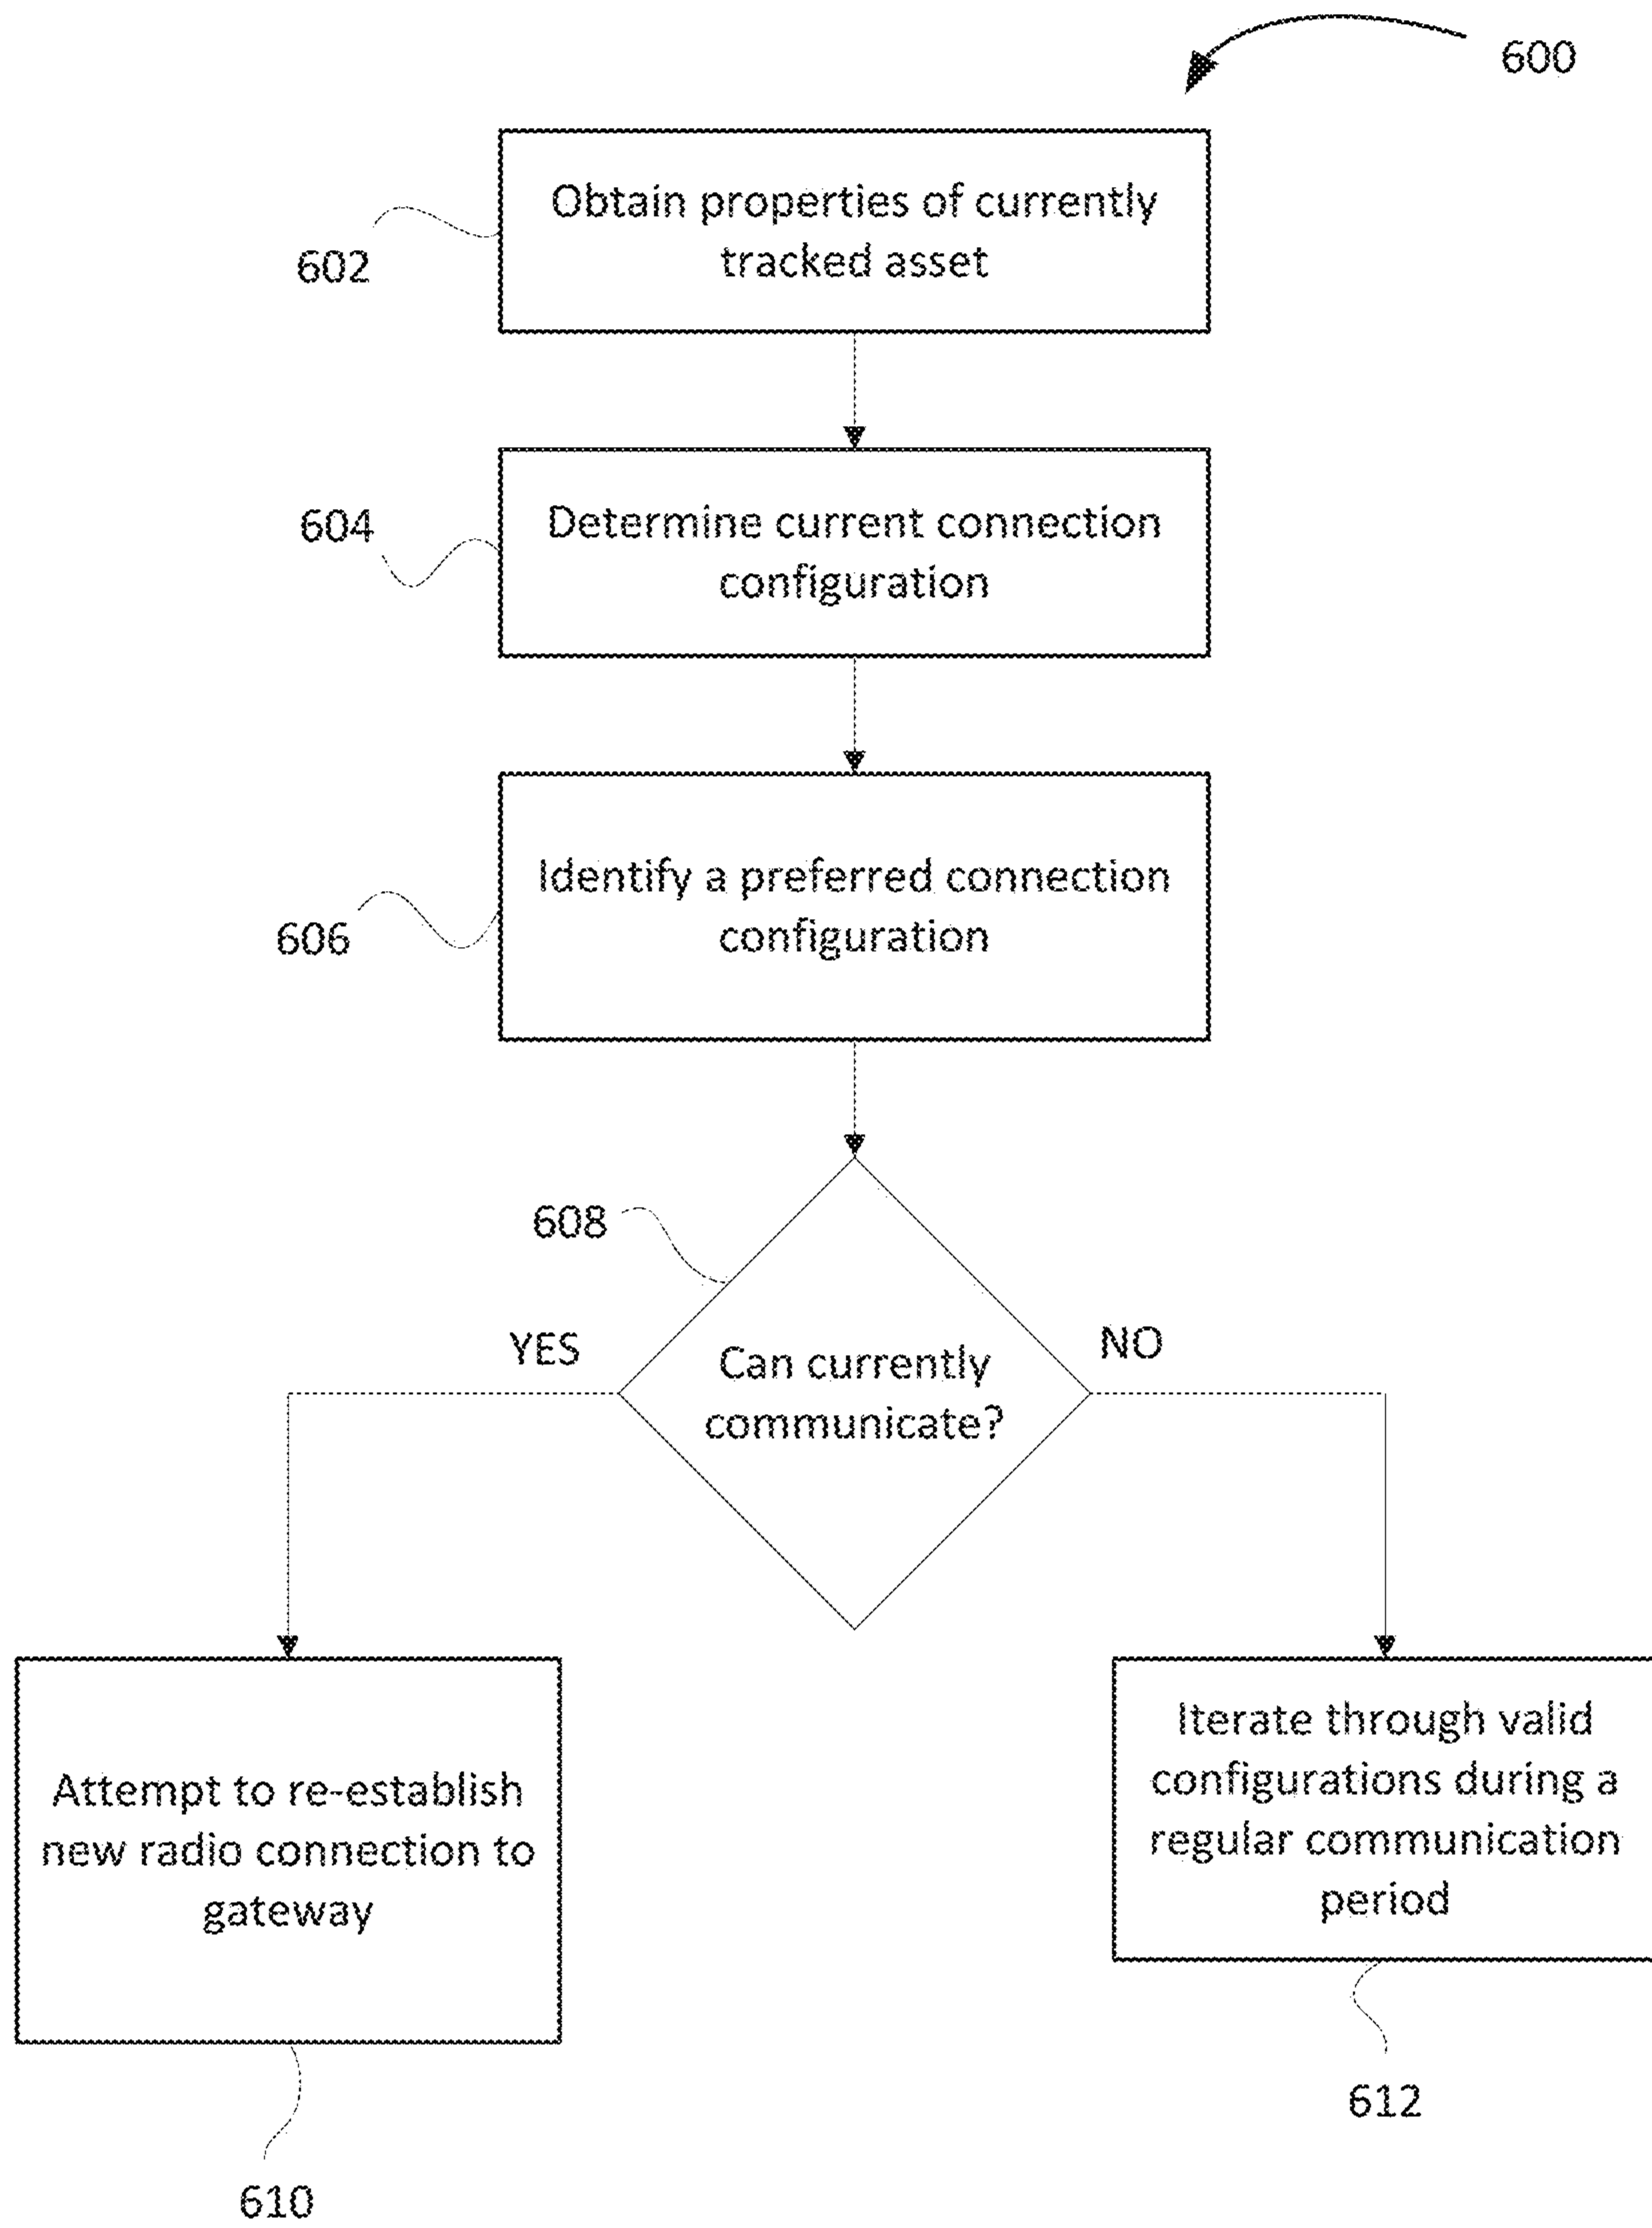 600
Obtain properties of currently
tracked asset
602
604
Determine current connection
configuration
Identify a preferred connection
configuration
606
608
YES
NO
Can currently
communicate?
Attempt to re-establish
new radio connection to
gateway
Iterate through valid
configurations during a
regular communication
period
612
610